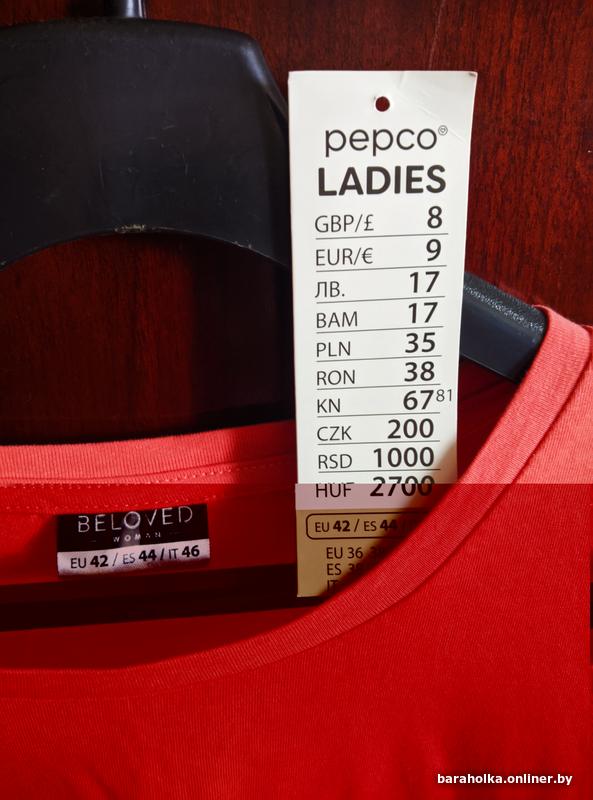 pepco®
LADIES
GBP/£ 8
EUR/€ 9
ЛВ. 17
BAM 17
PLN 35
RON 38
KN 67⁸¹
CZK 200
RSD 1000
HUF 2700
EU 42 / ES 44 /
EU 36
ES
BELOVED
WOMAN
EU 42 / ES 44 / IT 46
baraholka.onliner.by